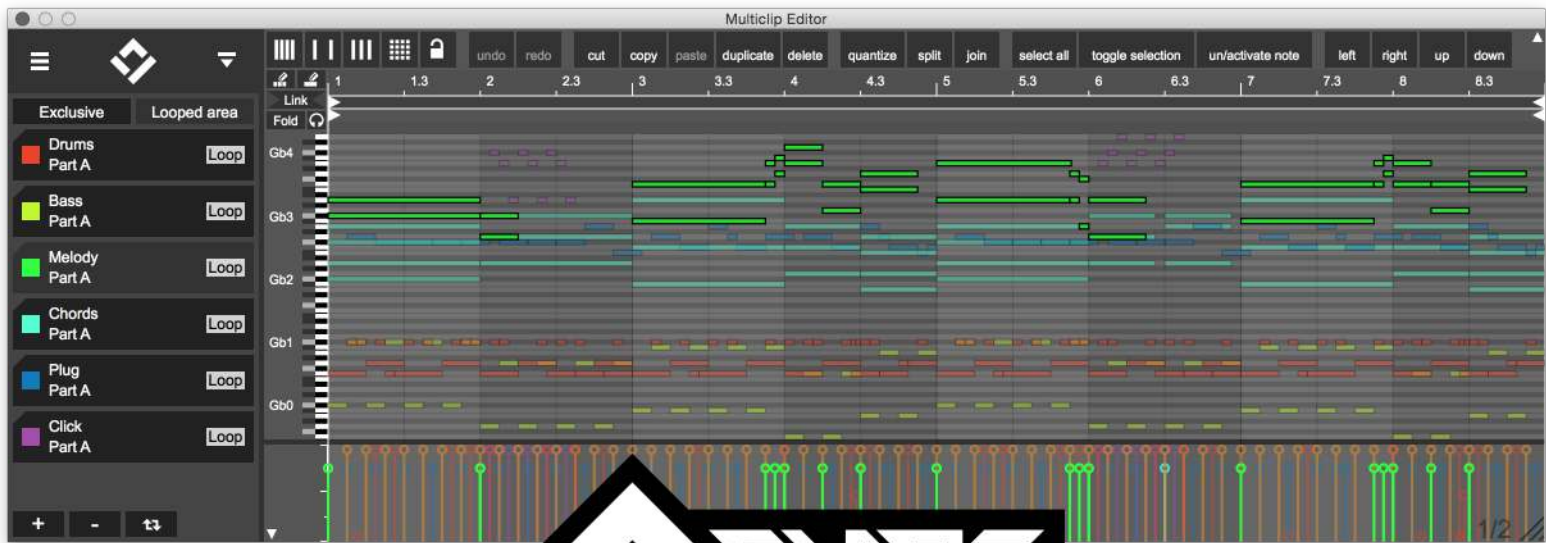 Multiclip Editor
undo redo cut copy paste duplicate delete quantize split join select all toggle selection un/activate note left right up down
1 1.3 2 2.3 3 3.3 4 4.3 5 5.3 6 6.3 7 7.3 8 8.3
Link
Exclusive Looped area
Fold
Drums
Part A
Loop
Bass
Part A
Loop
Melody
Part A
Loop
Chords
Part A
Loop
Plug
Part A
Loop
Click
Part A
Loop
Gb4
Gb3
Gb2
Gb1
Gb0
+ -
1/2